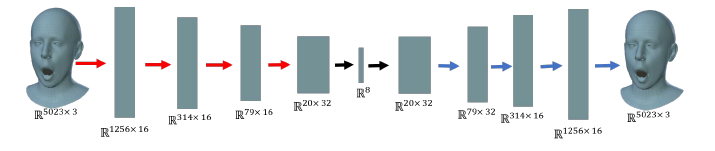 ℝ^{5023×3}
ℝ^{1256×16}
ℝ^{314×16}
ℝ^{79×16}
ℝ^{20×32}
ℝ^8
ℝ^{20×32}
ℝ^{79×32}
ℝ^{314×16}
ℝ^{1256×16}
ℝ^{5023×3}